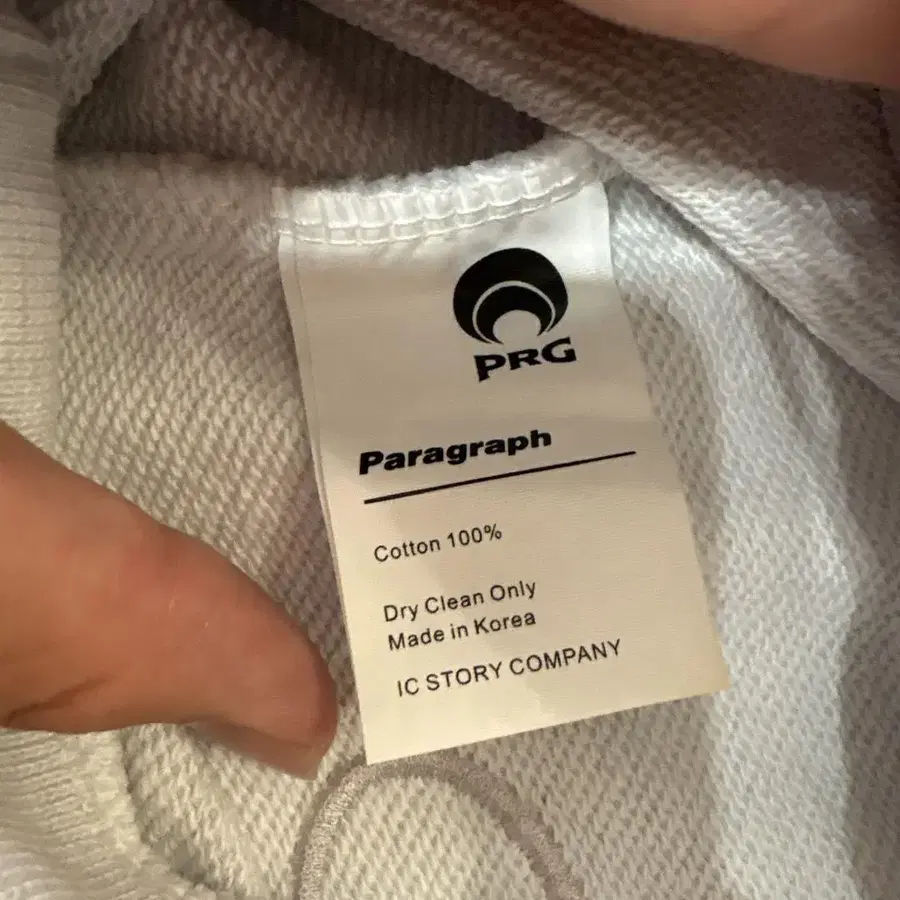 PRG
Paragraph
Cotton 100%
Dry Clean Only
Made in Korea
IC STORY COMPANY